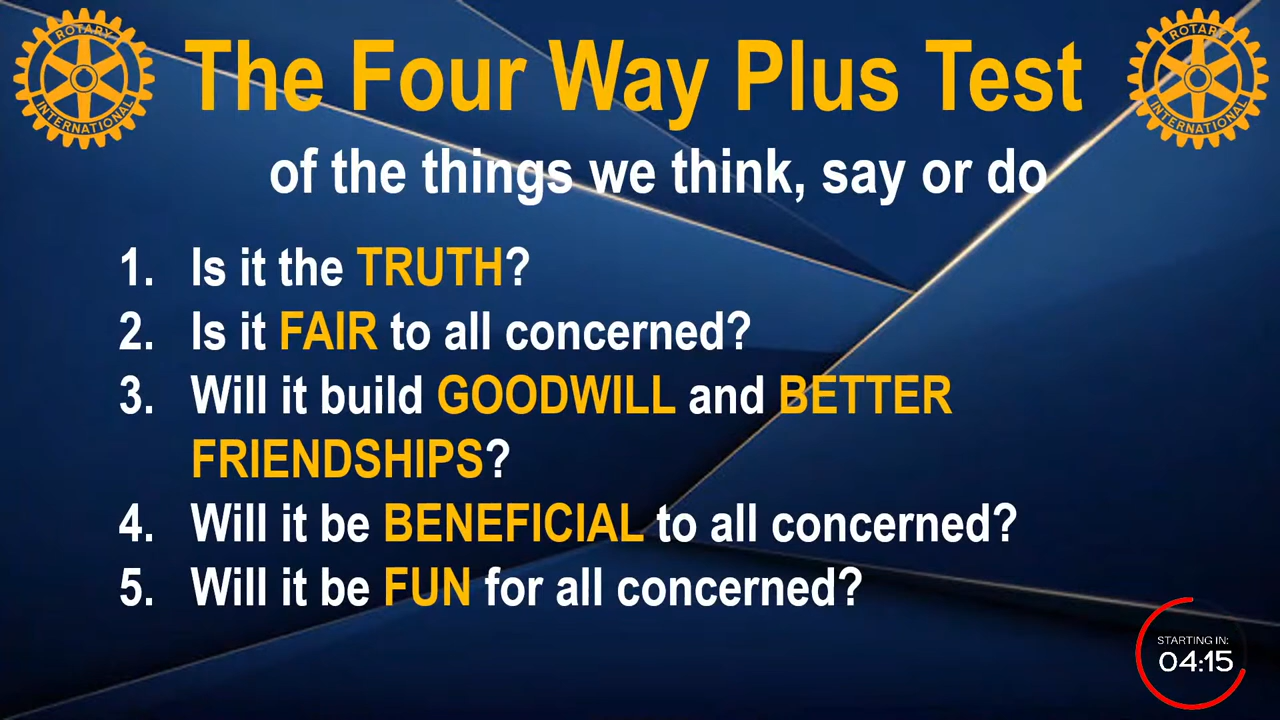 ROTARY
INTERNATIONAL
The Four Way Plus Test
ROTARY
INTERNATIONAL
of the things we think, say or do
1. Is it the TRUTH?
2. Is it FAIR to all concerned?
3. Will it build GOODWILL and BETTER
FRIENDSHIPS?
4. Will it be BENEFICIAL to all concerned?
5. Will it be FUN for all concerned?
STARTING IN:
04:15